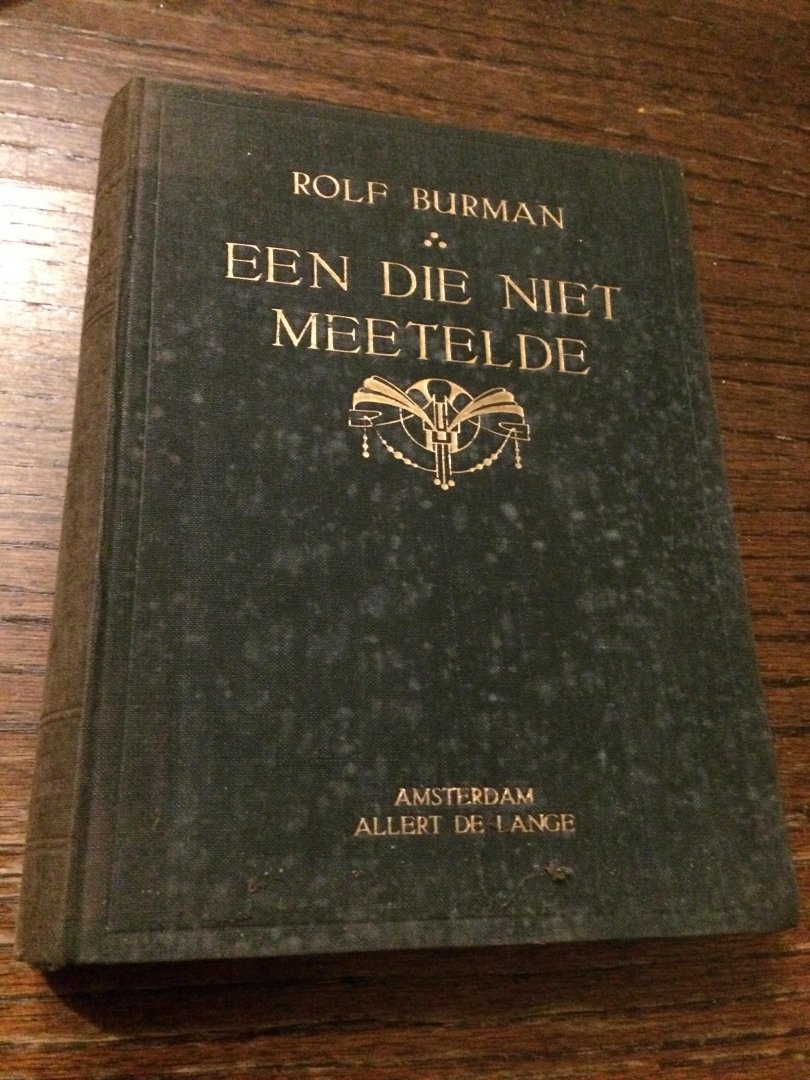 ROLF BURMAN
EEN DIE NIET
MEETELDE
AMSTERDAM
ALLERT DE LANGE